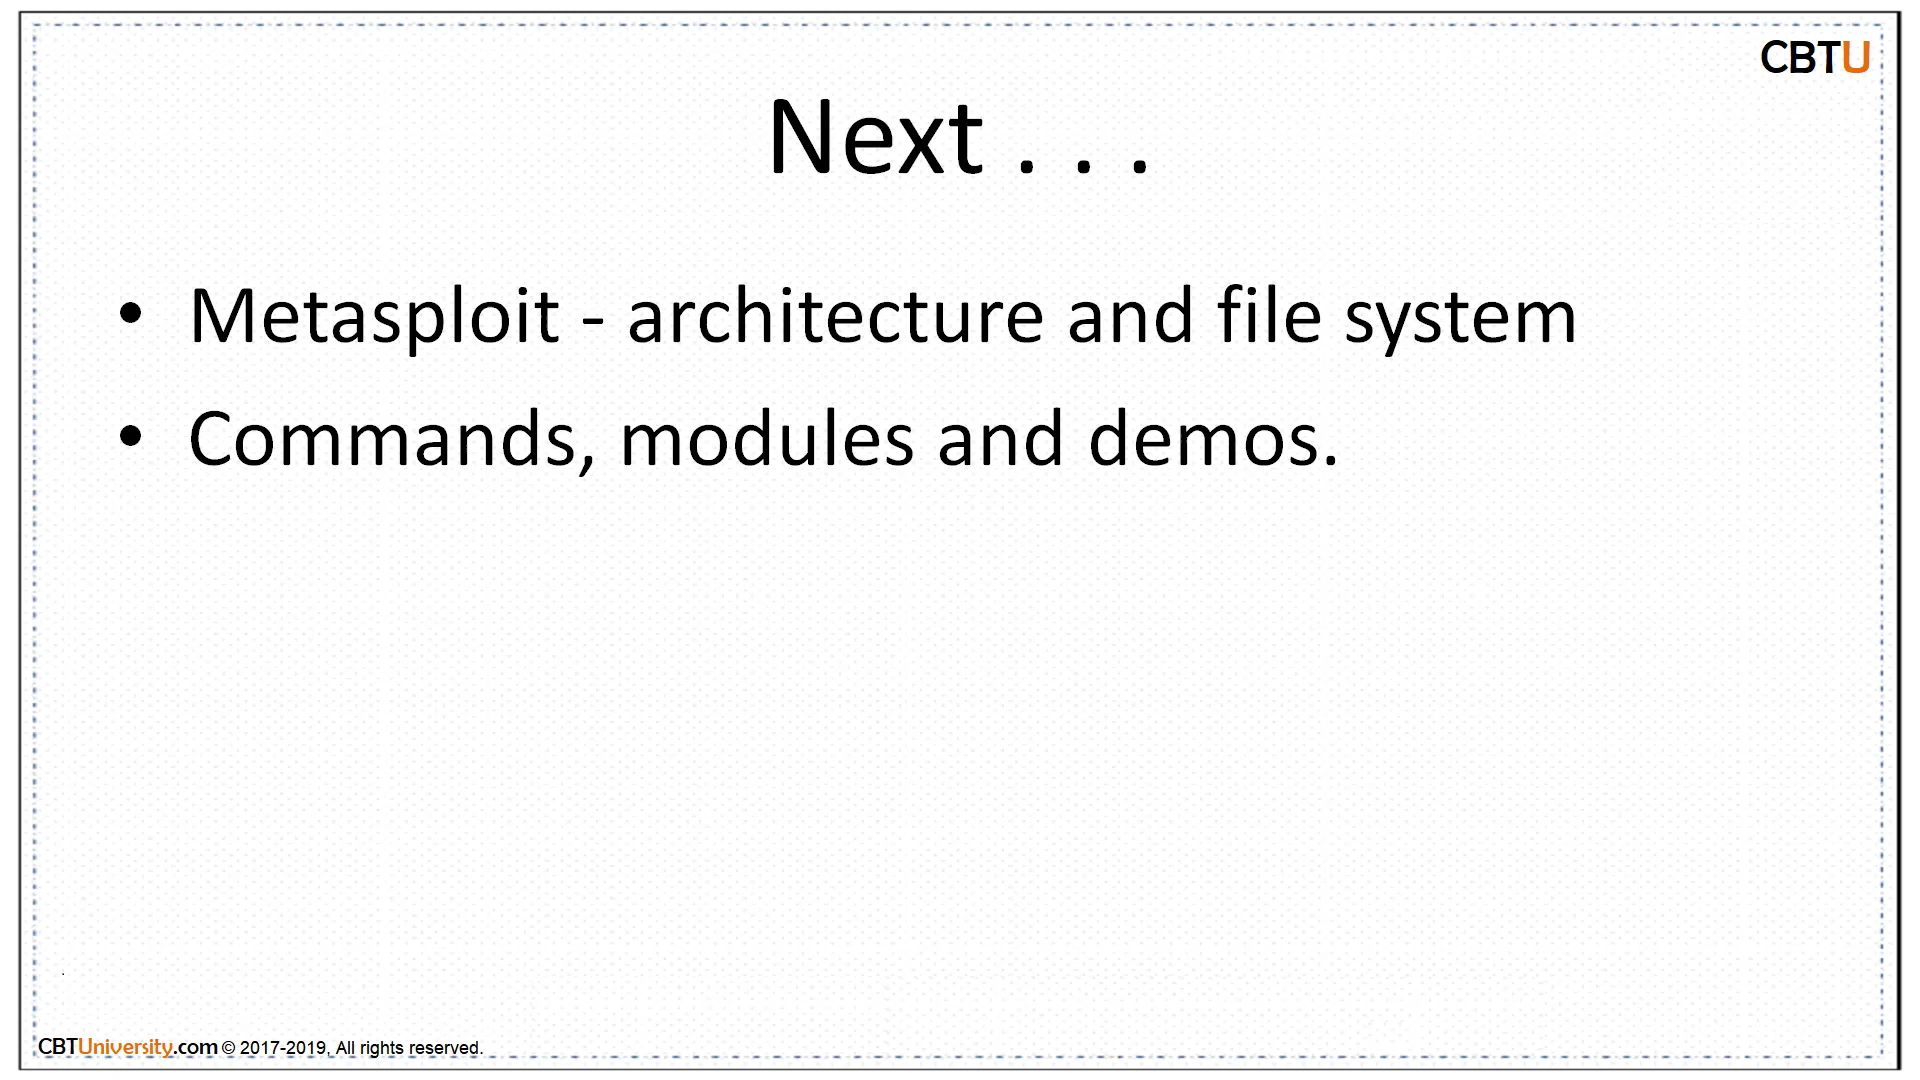 CBTU
Next . . .
• Metasploit - architecture and file system
• Commands, modules and demos.
.
CBTUniversity.com © 2017-2019, All rights reserved.